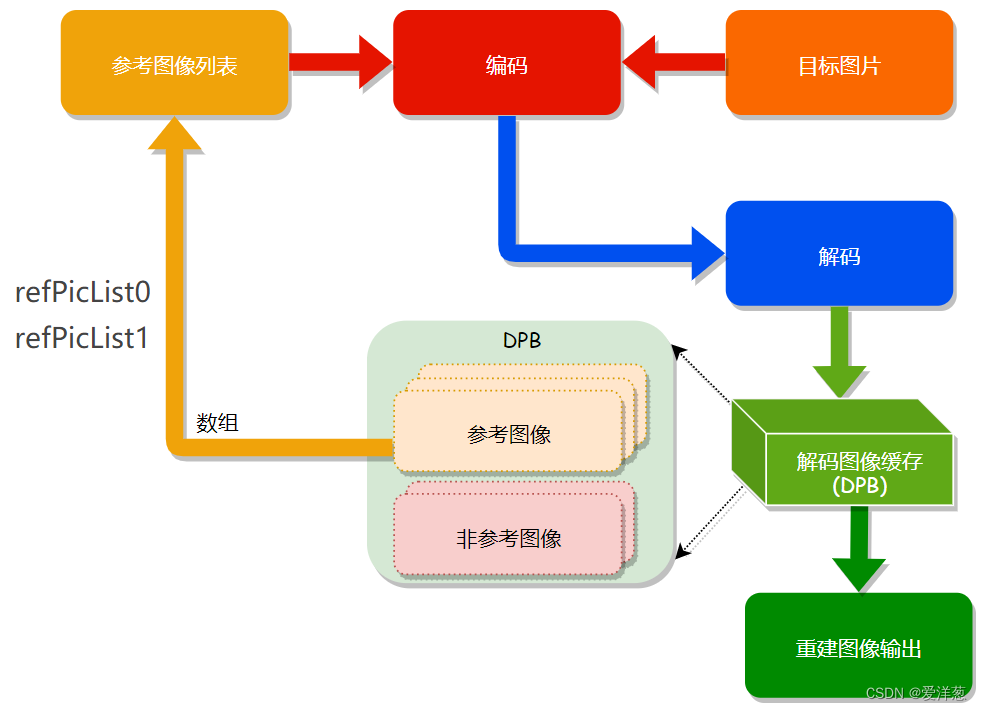 参考图像列表
编码
目标图片
解码
refPicList0
refPicList1
DPB
数组
参考图像
解码图像缓存
(DPB)
非参考图像
重建图像输出
CSDN @爱洋葱